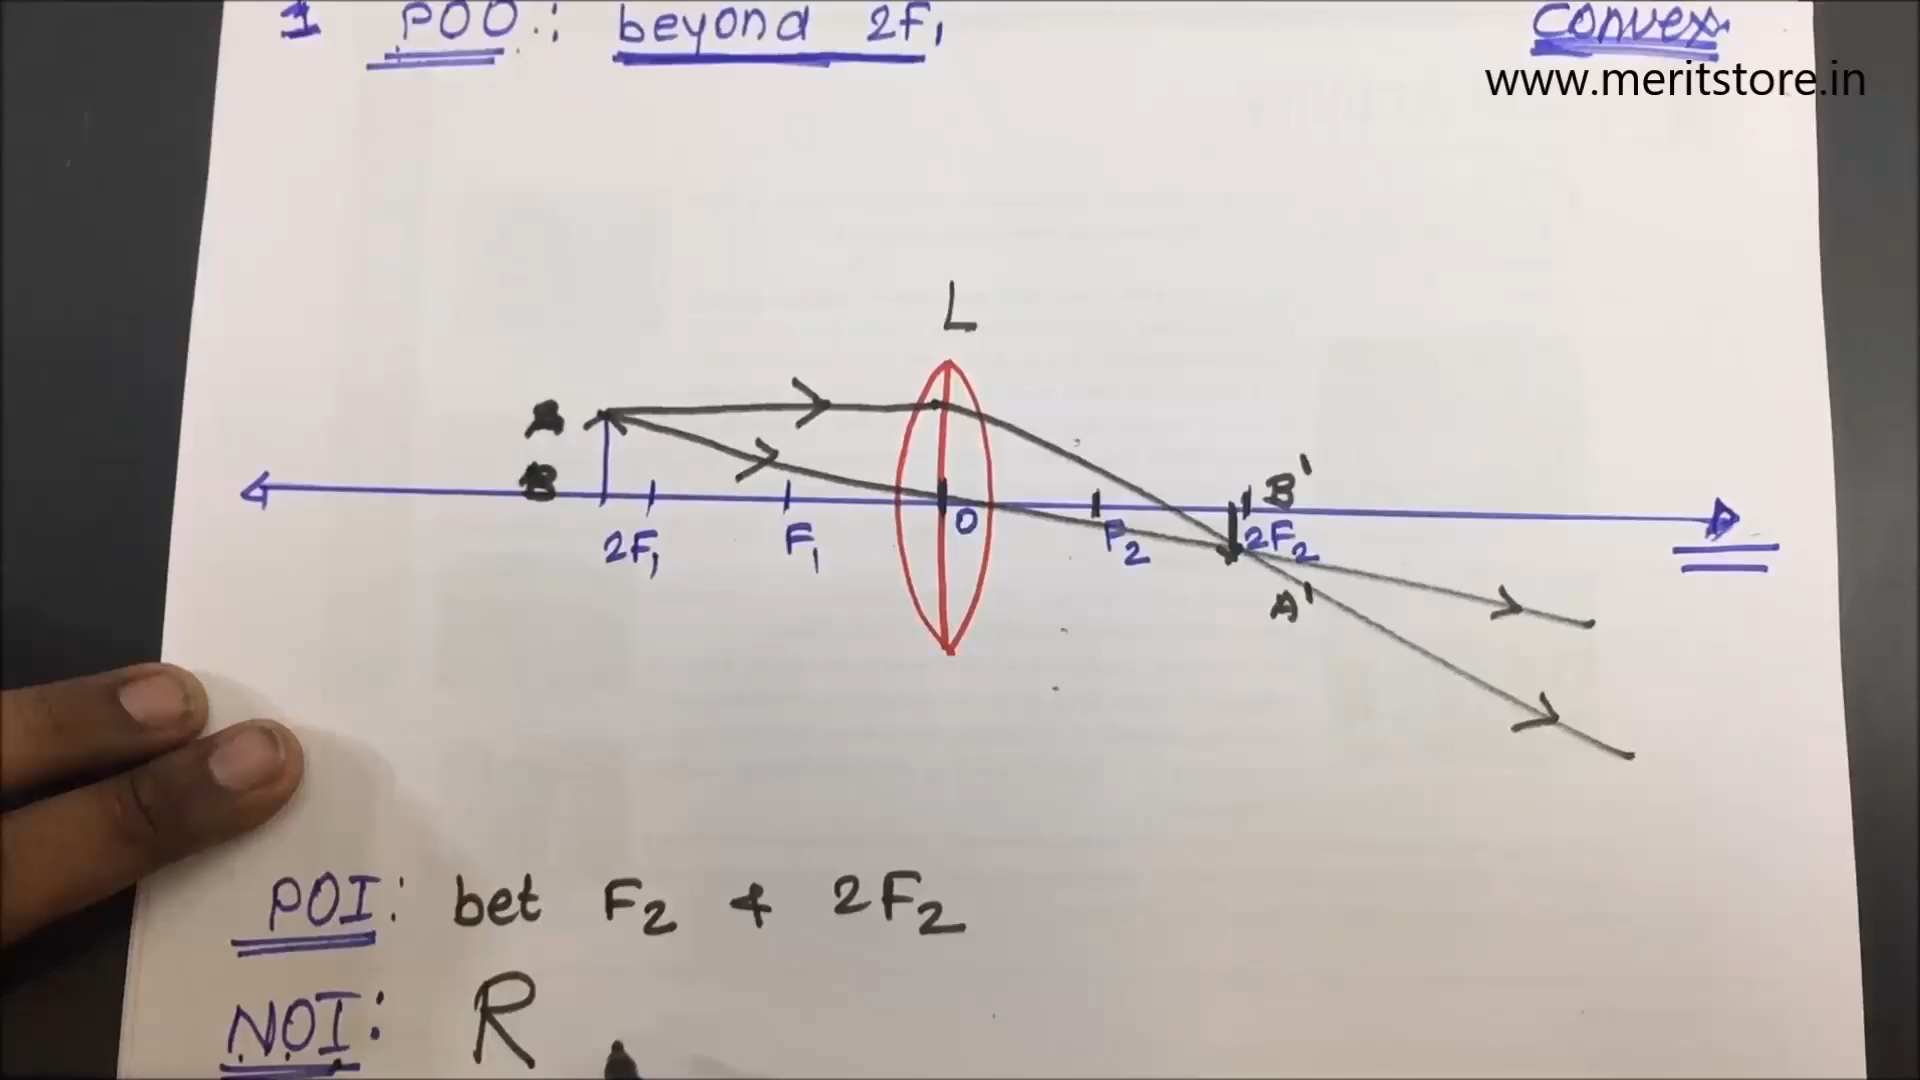 1 POO.: beyond 2F₁ Convex
www.meritstore.in
L
A
B B'
2F₁ F₁ O F₂ 2F₂
A'
POI: bet F₂ & 2F₂
NOI: R